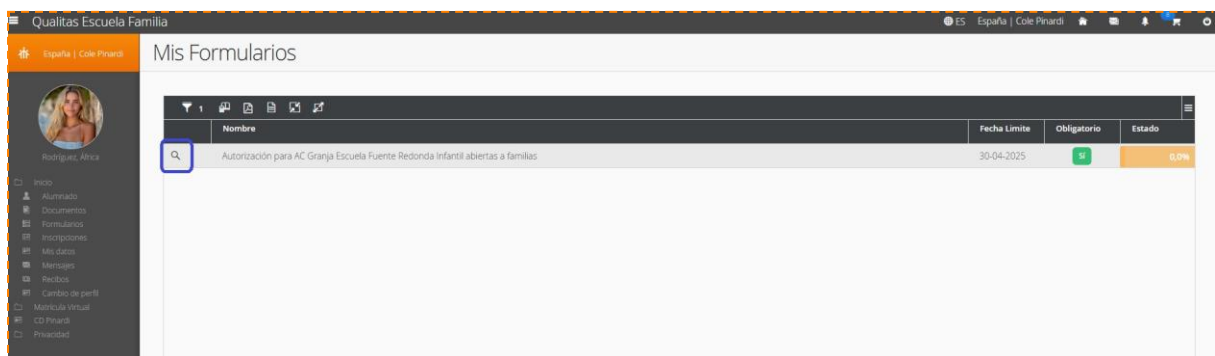 Qualitas Escuela Familia
ES España | Cole Pinardi
España | Cole Pinardi
Mis Formularios
1
Nombre Fecha Limite Obligatorio Estado
Autorización para AC Granja Escuela Fuente Redonda Infantil abiertas a familias 30-04-2025 SÍ 0,0%
Rodríguez, África
Inicio
Alumnado
Documentos
Formularios
Inscripciones
Mis datos
Mensajes
Recibos
Cambio de perfil
Matrícula Virtual
CD Pinardi
Privacidad